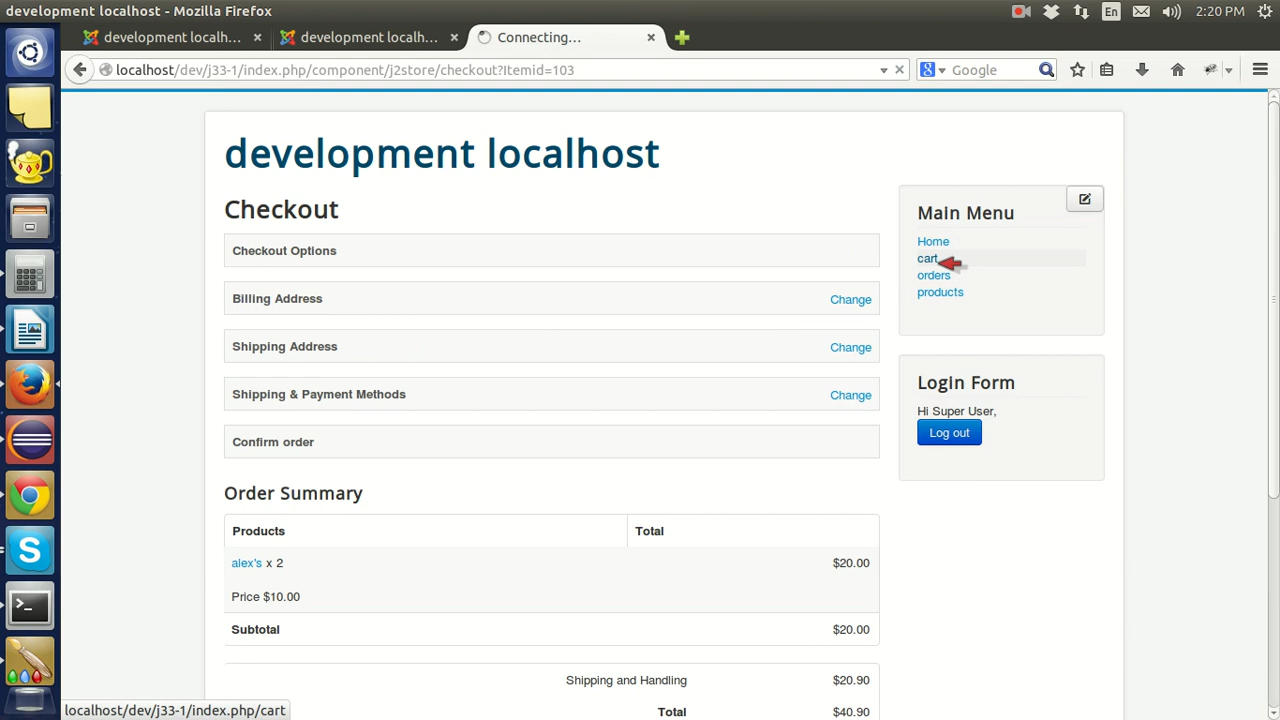 development localhost - Mozilla Firefox
En
2:20 PM
development localh...
development localh...
Connecting...
localhost/dev/j33-1/index.php/component/j2store/checkout?Itemid=103
Google
development localhost
Checkout
Checkout Options
Billing Address Change
Shipping Address Change
Shipping & Payment Methods Change
Confirm order
Order Summary
Products Total
alex's x 2 $20.00
Price $10.00
Subtotal $20.00
Shipping and Handling $20.90
Total $40.90
Main Menu
Home
cart
orders
products
Login Form
Hi Super User,
Log out
localhost/dev/j33-1/index.php/cart